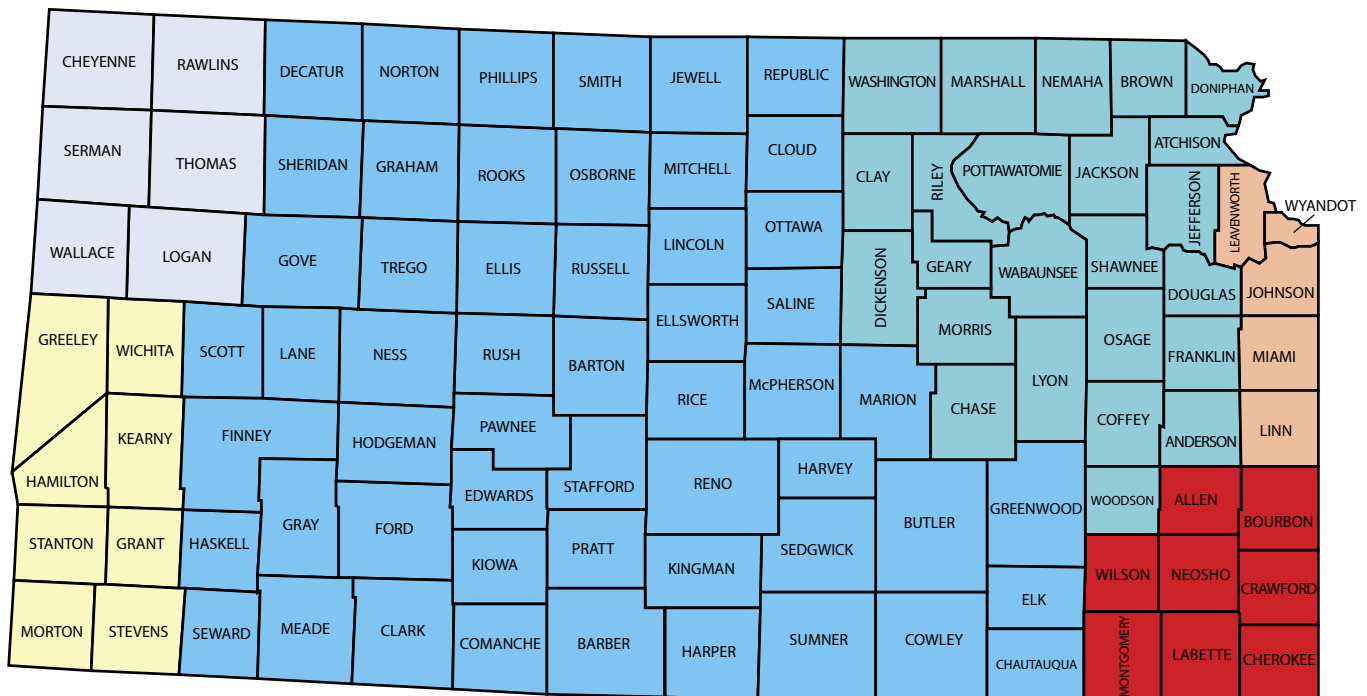 CHEYENNE
RAWLINS
DECATUR
NORTON
PHILLIPS
SMITH
JEWELL
REPUBLIC
WASHINGTON
MARSHALL
NEMAHA
BROWN
DONIPHAN
SERMAN
THOMAS
SHERIDAN
GRAHAM
ROOKS
OSBORNE
MITCHELL
CLOUD
CLAY
RILEY
POTTAWATOMIE
JACKSON
ATCHISON
JEFFERSON
LEAVENWORTH
WYANDOT
WALLACE
LOGAN
GOVE
TREGO
ELLIS
RUSSELL
LINCOLN
OTTAWA
DICKENSON
GEARY
WABAUNSEE
SHAWNEE
DOUGLAS
JOHNSON
ELLSWORTH
SALINE
GREELEY
WICHITA
SCOTT
LANE
NESS
RUSH
BARTON
MORRIS
LYON
OSAGE
FRANKLIN
MIAMI
RICE
McPHERSON
MARION
CHASE
COFFEY
ANDERSON
LINN
KEARNY
FINNEY
HODGEMAN
PAWNEE
HAMILTON
EDWARDS
STAFFORD
RENO
HARVEY
BUTLER
GREENWOOD
WOODSON
ALLEN
BOURBON
STANTON
GRANT
HASKELL
GRAY
FORD
KIOWA
PRATT
KINGMAN
SEDGWICK
ELK
WILSON
NEOSHO
CRAWFORD
MORTON
STEVENS
SEWARD
MEADE
CLARK
COMANCHE
BARBER
HARPER
SUMNER
COWLEY
CHAUTAUQUA
MONTGOMERY
LABETTE
CHEROKEE